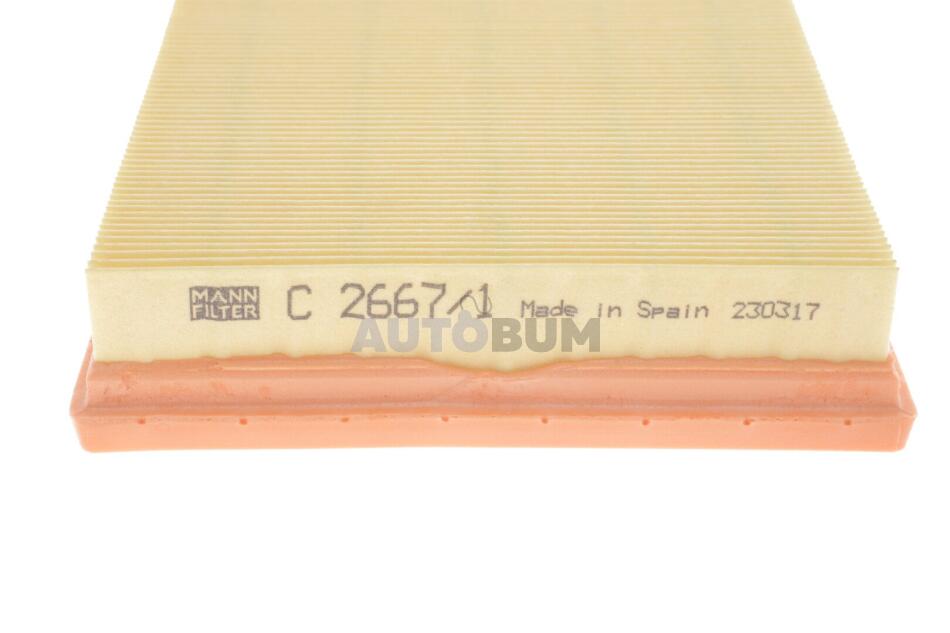 MANN
FILTER
C 2667/1 Made in Spain 230317
AUTOBUM